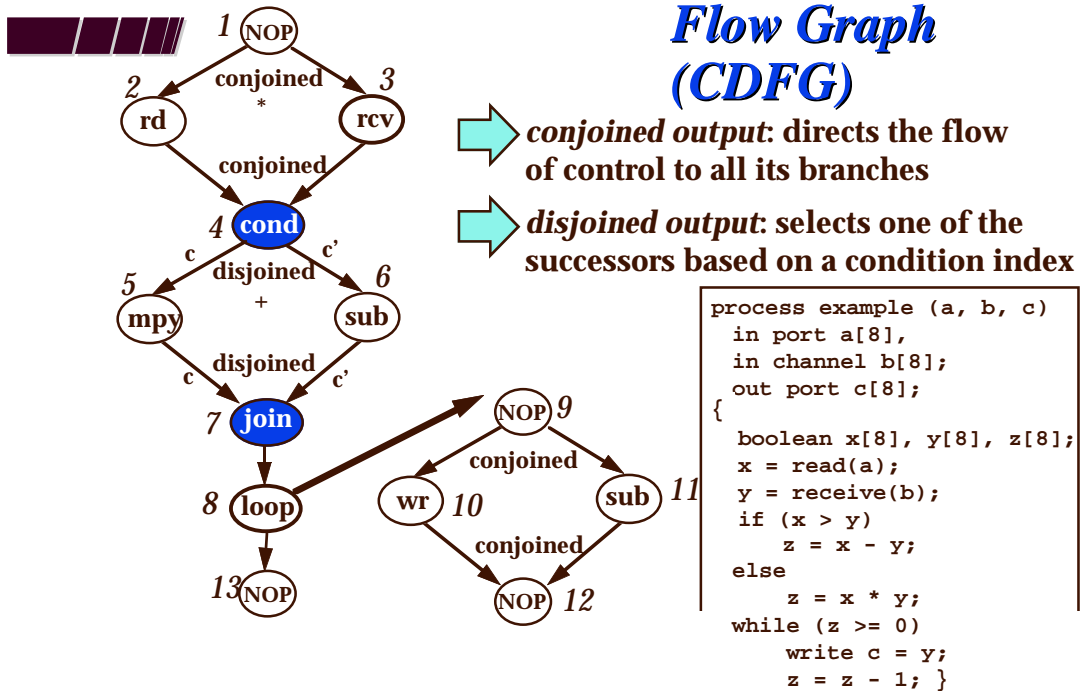 Flow Graph
(CDFG)
conjoined output: directs the flow
of control to all its branches
disjoined output: selects one of the
successors based on a condition index
1 NOP
conjoined
*
2
rd
3
rcv
conjoined
4 cond
c
c'
disjoined
+
5
mpy
6
sub
disjoined
c
c'
7 join
8 loop
13 NOP
NOP 9
conjoined
wr 10
sub 11
conjoined
NOP 12
process example (a, b, c)
in port a[8],
in channel b[8];
out port c[8];
{
boolean x[8], y[8], z[8];
x = read(a);
y = receive(b);
if (x > y)
z = x - y;
else
z = x * y;
while (z >= 0)
write c = y;
z = z - 1; }